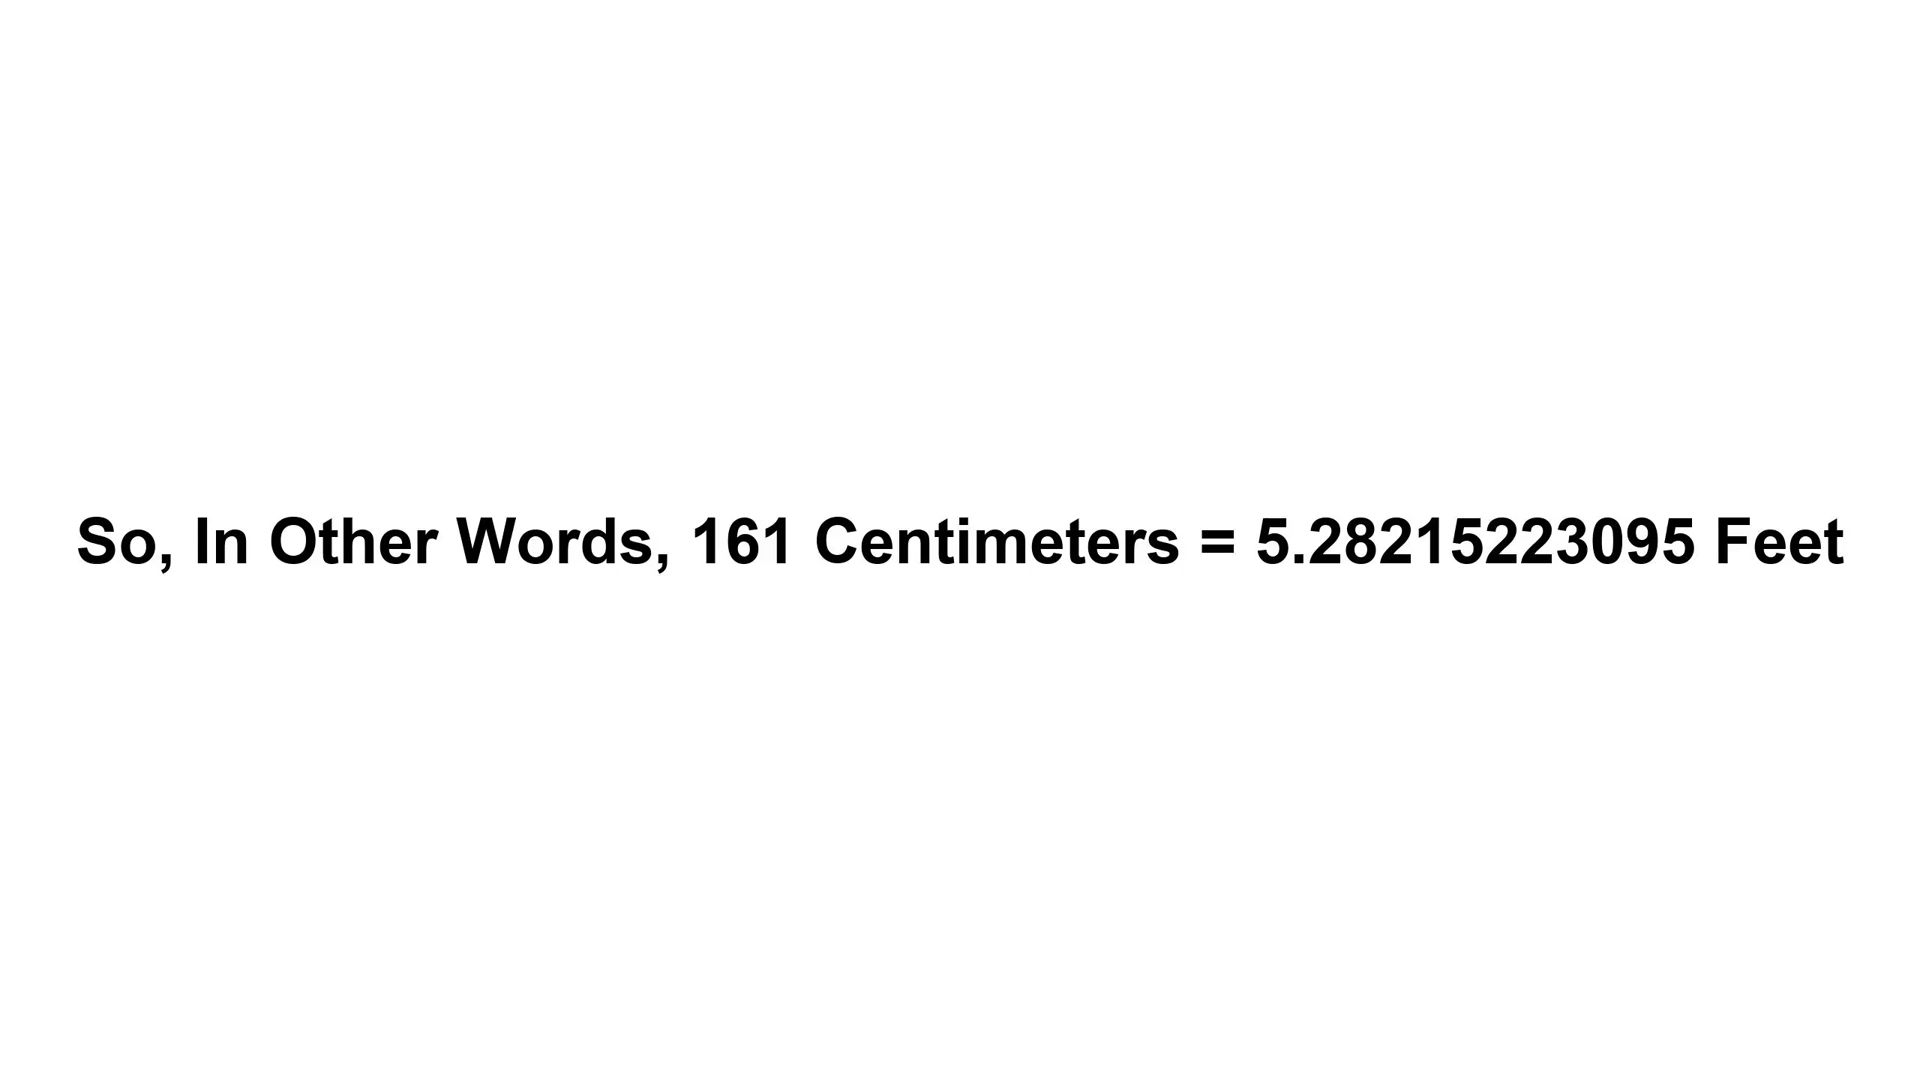 So, In Other Words, 161 Centimeters = 5.28215223095 Feet